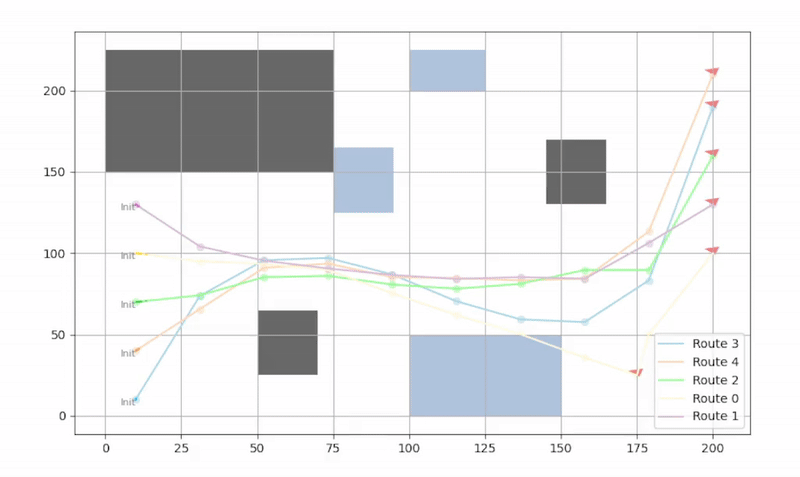 200
150
100
50
0
Init
Init
Init
Init
Init
0
25
50
75
100
125
150
175
200
Route 3
Route 4
Route 2
Route 0
Route 1